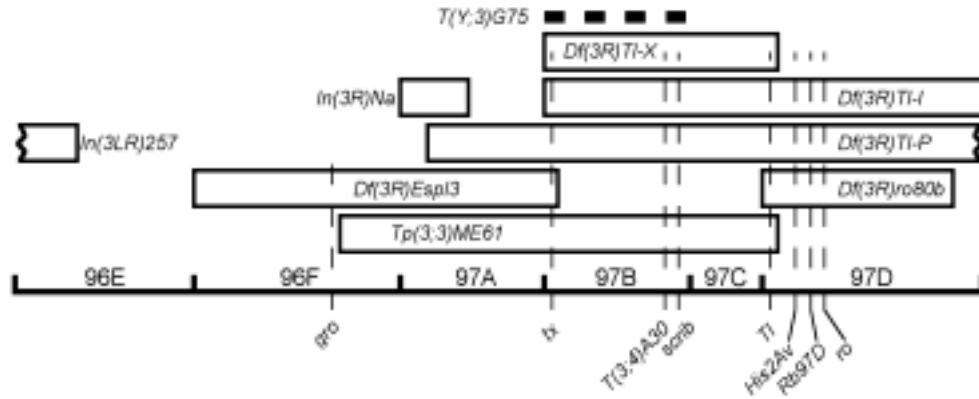 T(Y;3)G75
Df(3R)Tl-X
In(3R)Na
Df(3R)Tl-I
In(3LR)257
Df(3R)Tl-P
Df(3R)Espl3
Df(3R)ro80b
Tp(3;3)ME61
96E 96F 97A 97B 97C 97D
gro tx T(3;4)A30 scrib Tl His2Av Rb97D ro